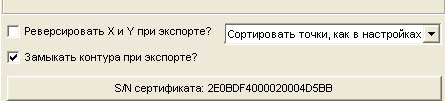 Реверсировать X и Y при экспорте? Сортировать точки, как в настройках
Замыкать контура при экспорте?
S/N сертификата: 2E0BDF4000020004D5BB